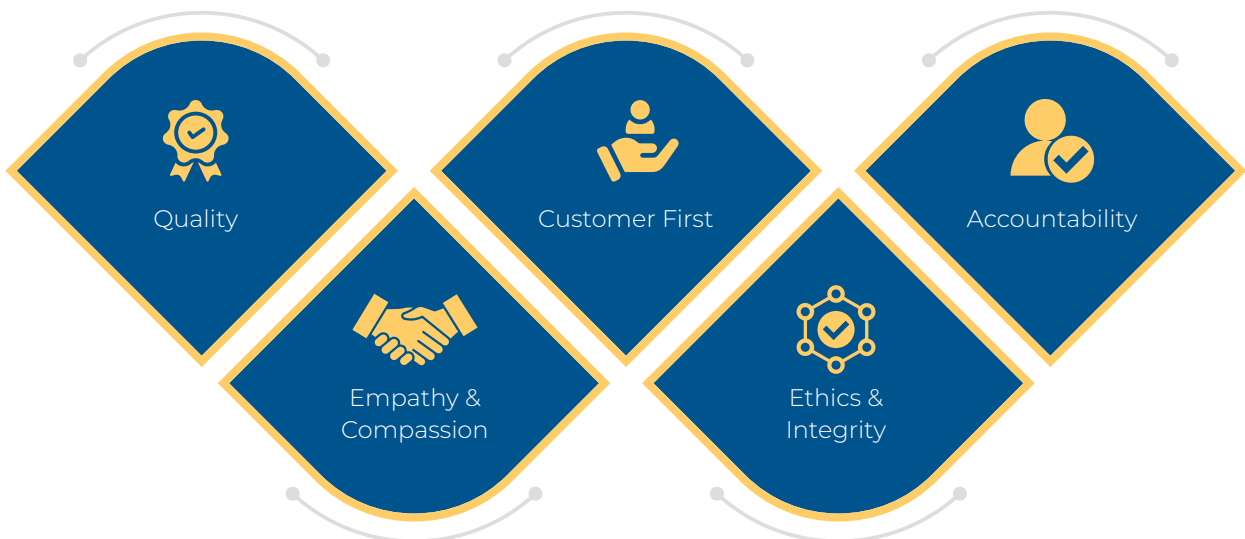 Quality
Customer First
Accountability
Empathy &
Compassion
Ethics &
Integrity